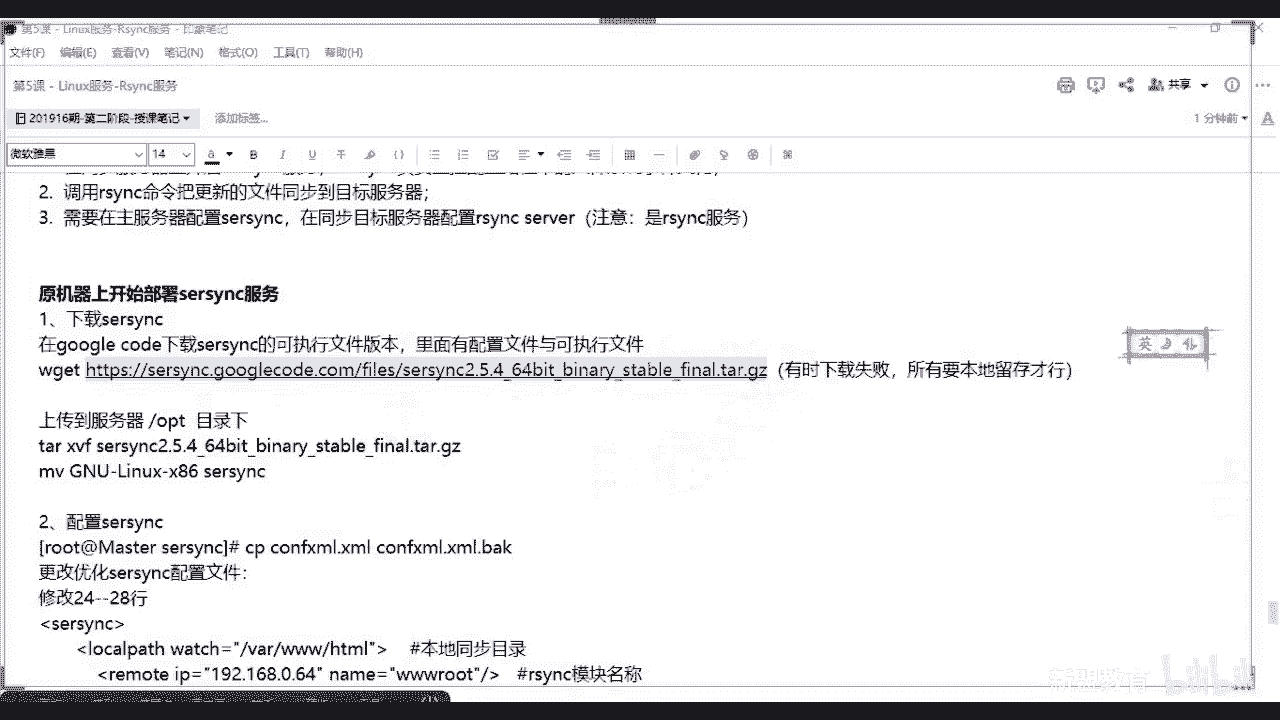 第5课 - Linux服务-Rsync服务 - 印象笔记
文件(F) 编辑(E) 查看(V) 笔记(N) 格式(O) 工具(T) 帮助(H)
第5课 - Linux服务-Rsync服务
共享
201916期-第二阶段-授课笔记
添加标签...
1 分钟前
微软雅黑 14
2. 调用rsync命令把更新的文件同步到目标服务器；
3. 需要在主服务器配置sersync，在同步目标服务器配置rsync server（注意：是rsync服务）
原机器上开始部署sersync服务
1、下载sersync
在google code下载sersync的可执行文件版本，里面有配置文件与可执行文件
wget https://sersync.googlecode.com/files/sersync2.5.4_64bit_binary_stable_final.tar.gz（有时下载失败，所有要本地留存才行）
上传到服务器 /opt 目录下
tar xvf sersync2.5.4_64bit_binary_stable_final.tar.gz
mv GNU-Linux-x86 sersync
2、配置sersync
[root@Master sersync]# cp confxml.xml confxml.xml.bak
更改优化sersync配置文件：
修改24--28行
<sersync>
<localpath watch="/var/www/html"> #本地同步目录
<remote ip="192.168.0.64" name="wwwroot"/> #rsync模块名称
新盟教育 bilibili